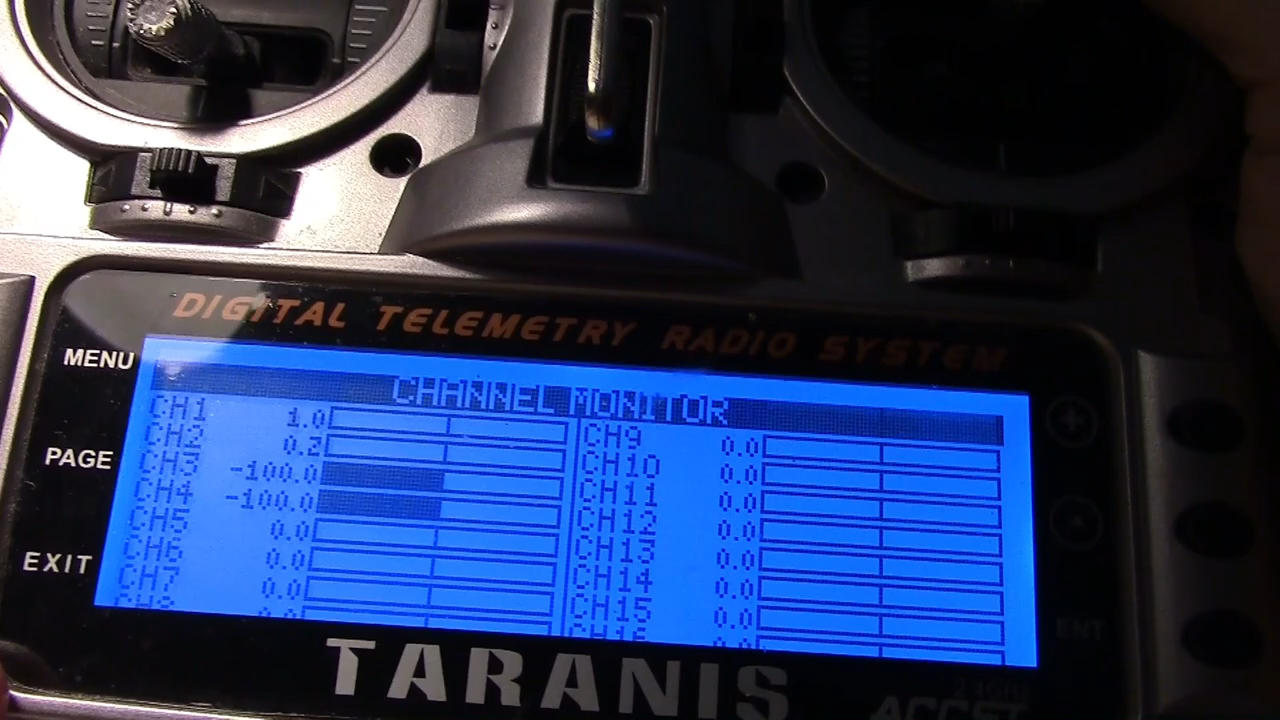 DIGITAL TELEMETRY RADIO SYSTEM
MENU
PAGE
EXIT
CHANNEL MONITOR
CH1 1.0
CH2 0.2
CH3 -100.0
CH4 -100.0
CH5 0.0
CH6 0.0
CH7 0.0
CH9 0.0
CH10 0.0
CH11 0.0
CH12 0.0
CH13 0.0
CH14 0.0
CH15 0.0
ENT
TARANIS
ACCST